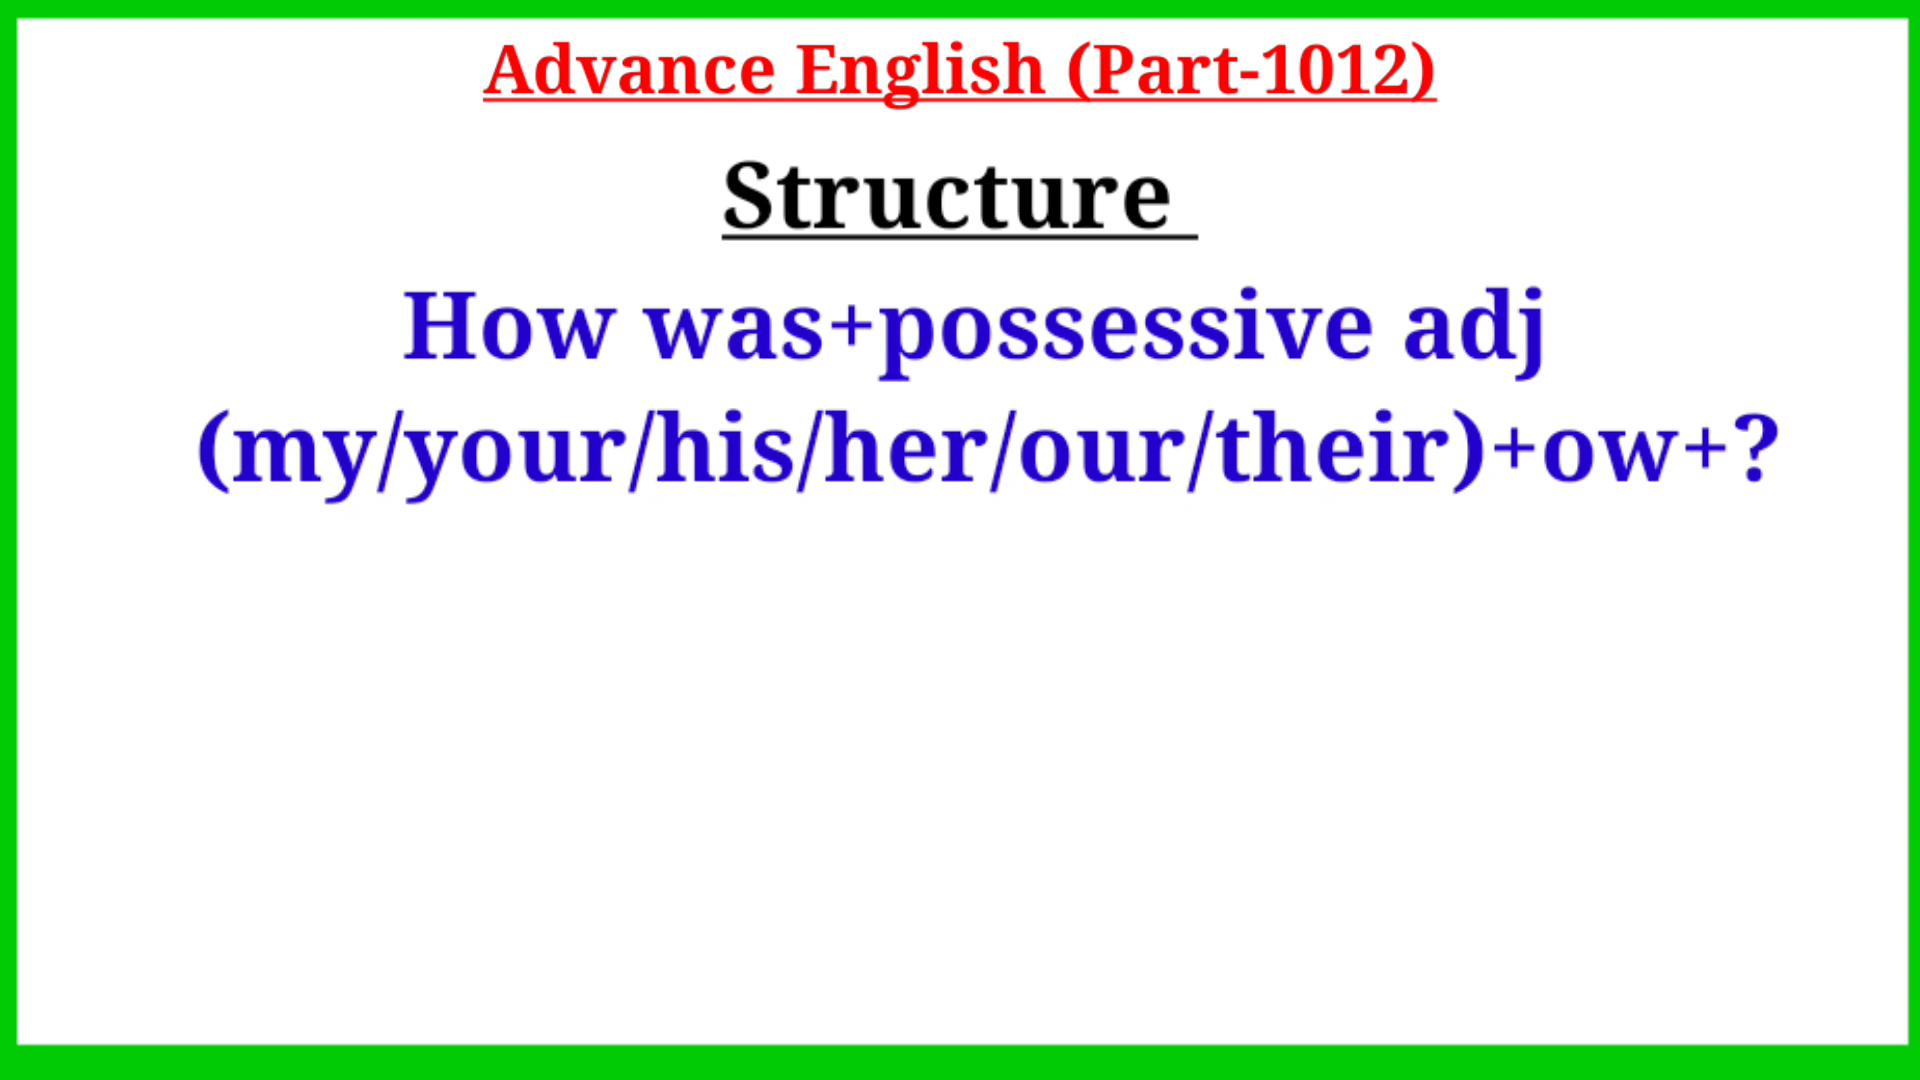 Advance English (Part-1012)
Structure
How was+possessive adj
(my/your/his/her/our/their)+ow+?